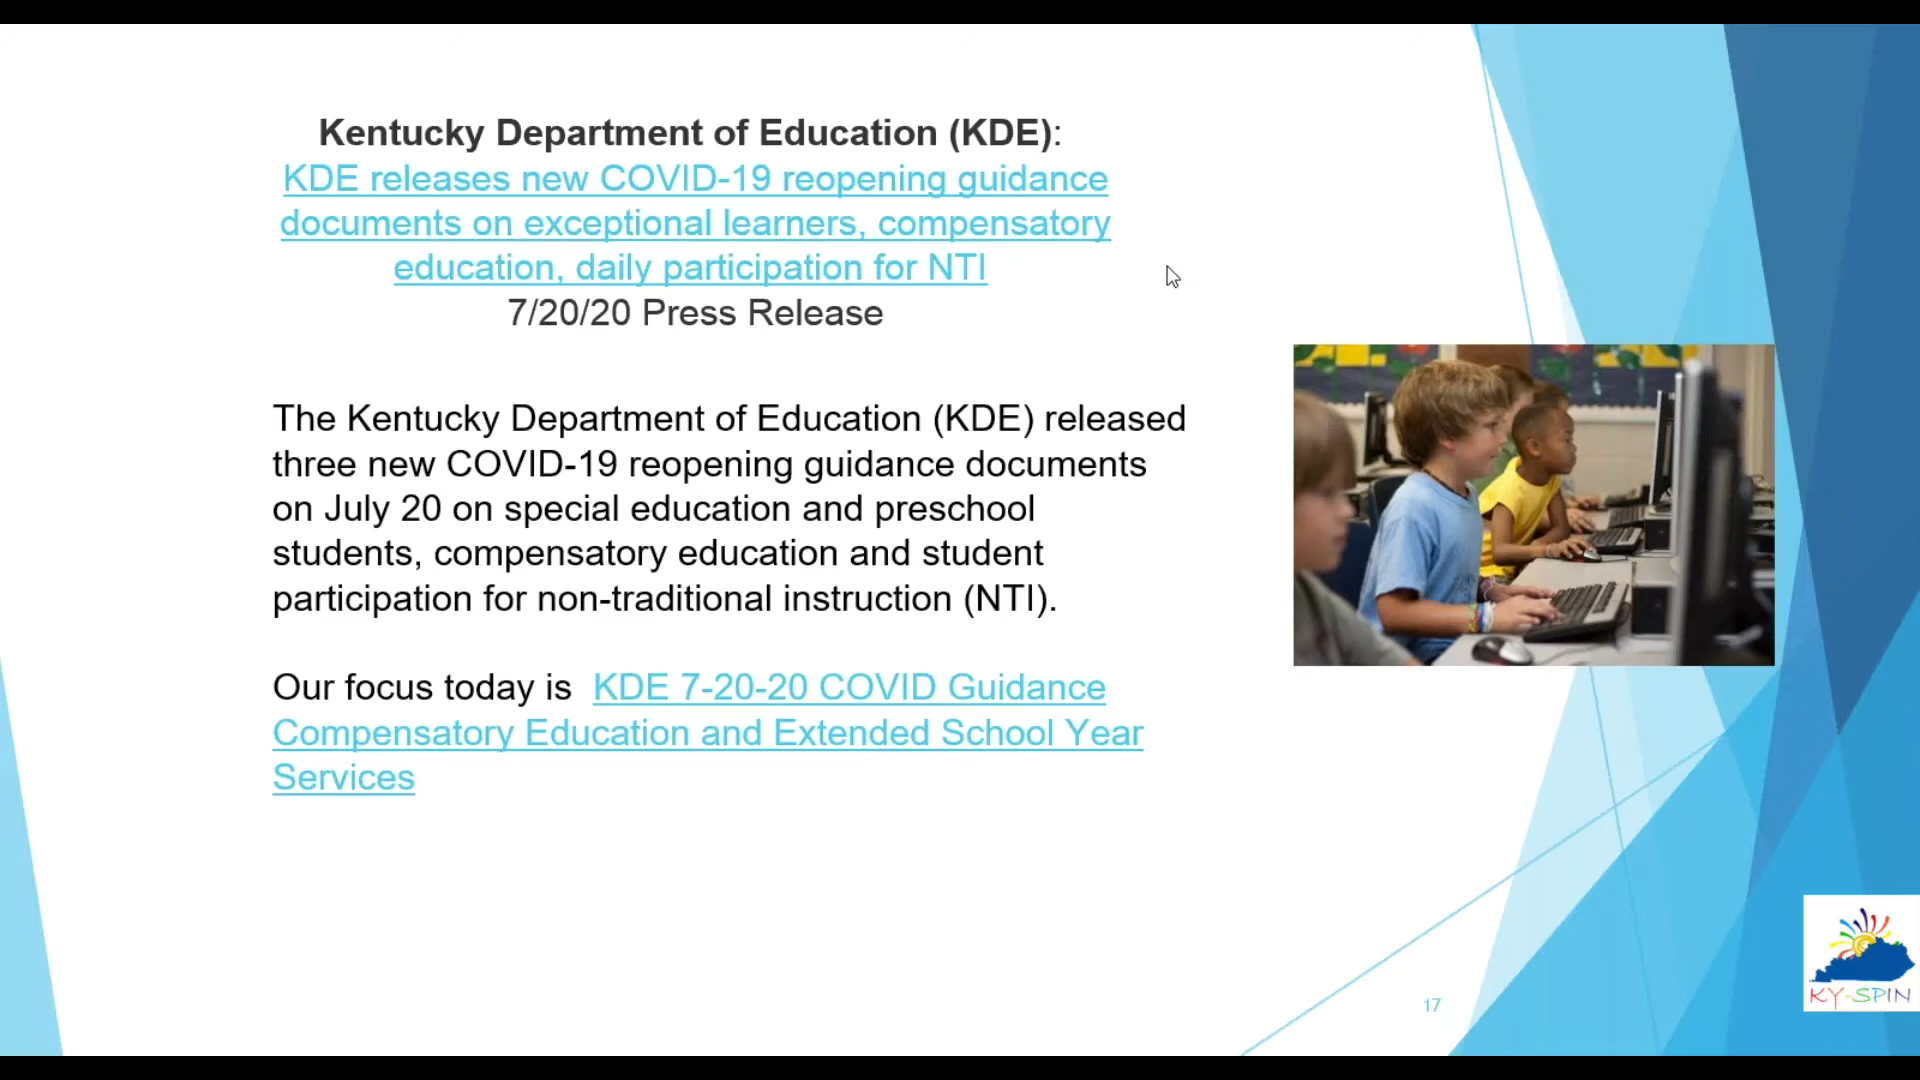 Kentucky Department of Education (KDE):
KDE releases new COVID-19 reopening guidance
documents on exceptional learners, compensatory
education, daily participation for NTI
7/20/20 Press Release
The Kentucky Department of Education (KDE) released
three new COVID-19 reopening guidance documents
on July 20 on special education and preschool
students, compensatory education and student
participation for non-traditional instruction (NTI).
Our focus today is KDE 7-20-20 COVID Guidance
Compensatory Education and Extended School Year
Services
17
KY-SPIN